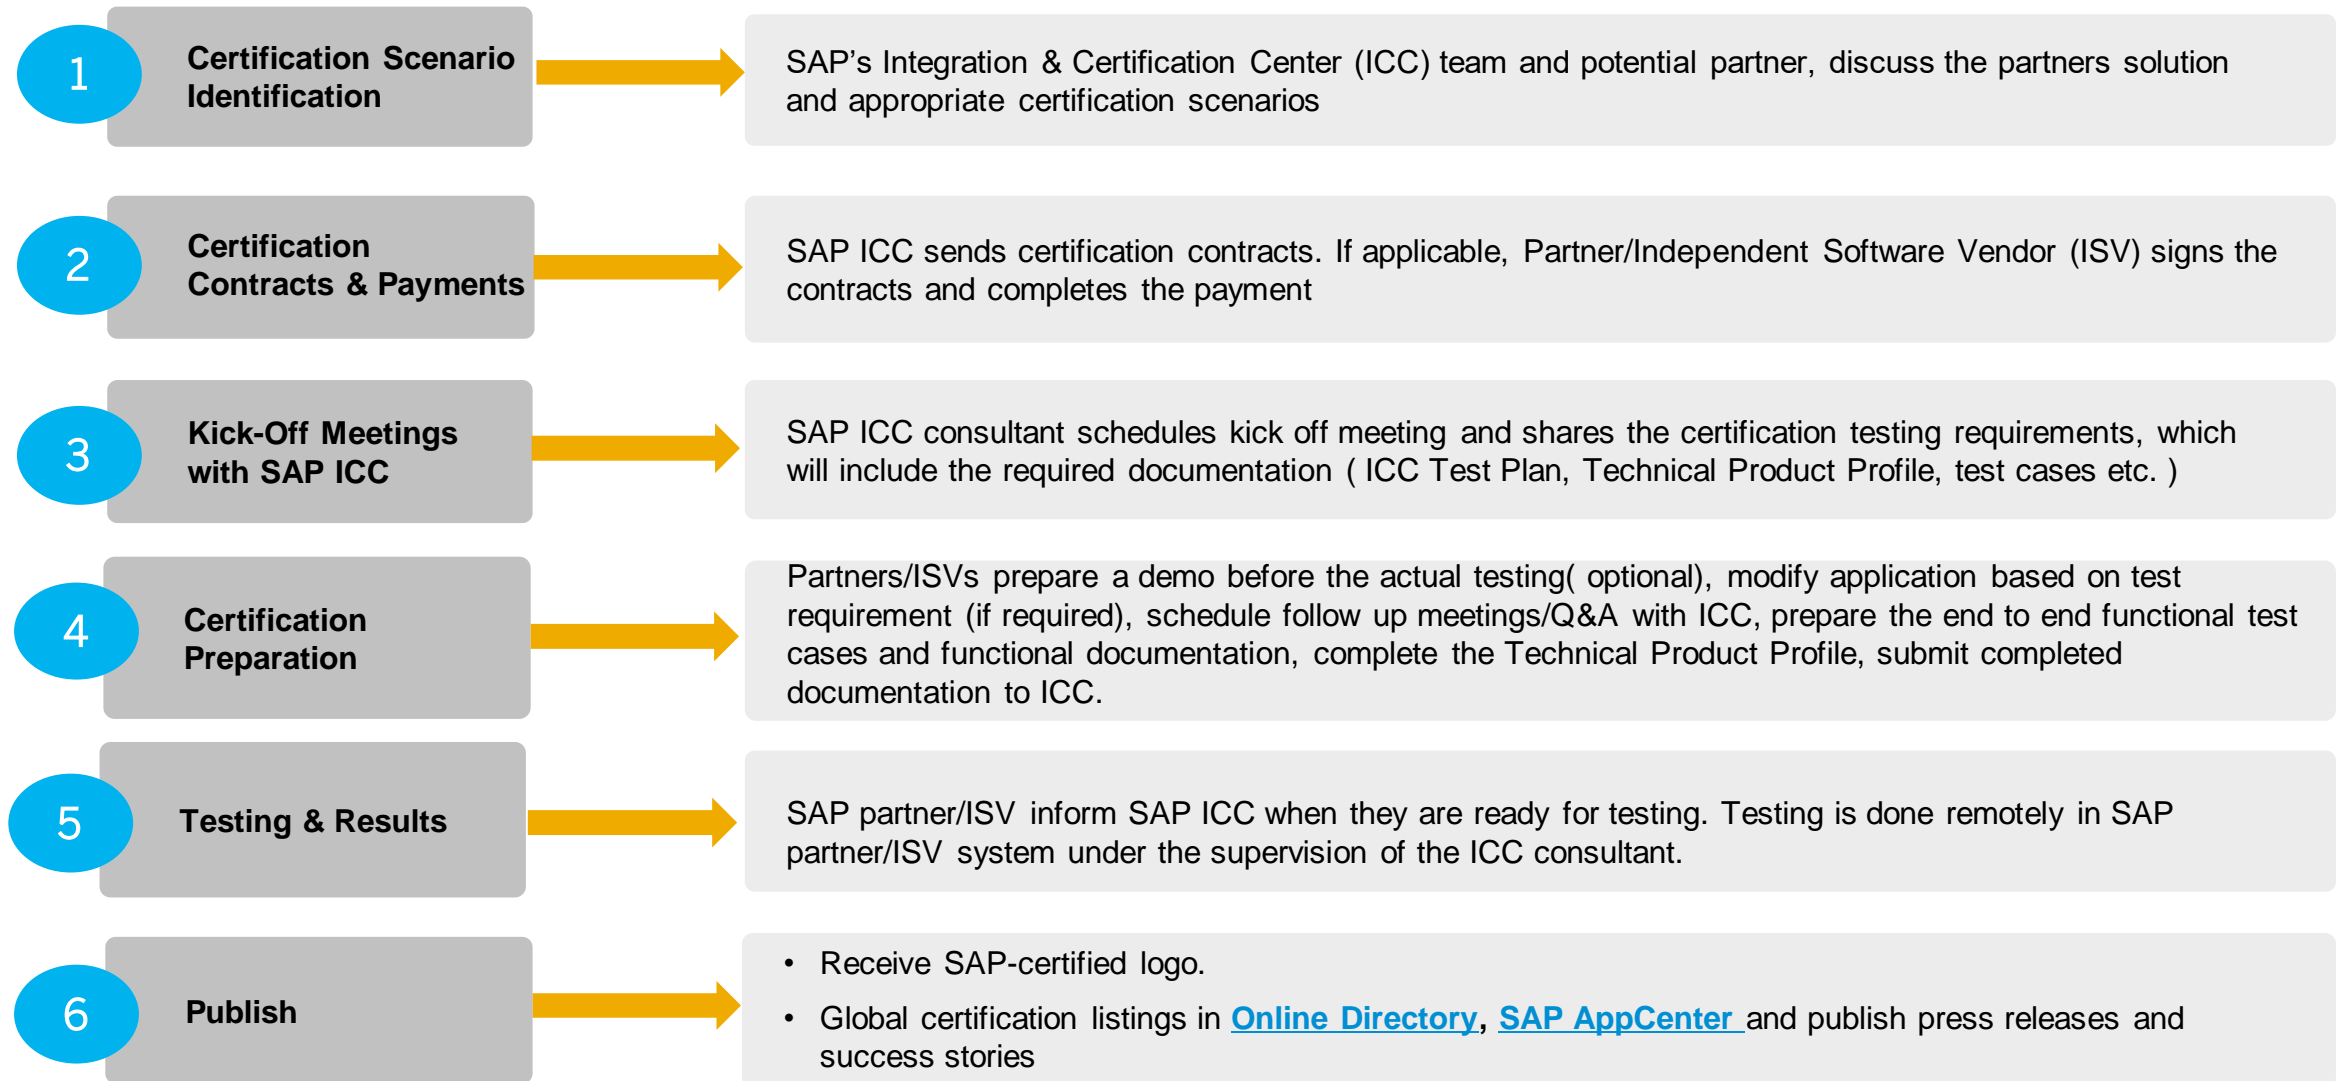 1
Certification Scenario
Identification
SAP's Integration & Certification Center (ICC) team and potential partner, discuss the partners solution
and appropriate certification scenarios
2
Certification
Contracts & Payments
SAP ICC sends certification contracts. If applicable, Partner/Independent Software Vendor (ISV) signs the
contracts and completes the payment
3
Kick-Off Meetings
with SAP ICC
SAP ICC consultant schedules kick off meeting and shares the certification testing requirements, which
will include the required documentation ( ICC Test Plan, Technical Product Profile, test cases etc. )
4
Certification
Preparation
Partners/ISVs prepare a demo before the actual testing( optional), modify application based on test
requirement (if required), schedule follow up meetings/Q&A with ICC, prepare the end to end functional test
cases and functional documentation, complete the Technical Product Profile, submit completed
documentation to ICC.
5
Testing & Results
SAP partner/ISV inform SAP ICC when they are ready for testing. Testing is done remotely in SAP
partner/ISV system under the supervision of the ICC consultant.
6
Publish
• Receive SAP-certified logo.
• Global certification listings in Online Directory, SAP AppCenter and publish press releases and
success stories